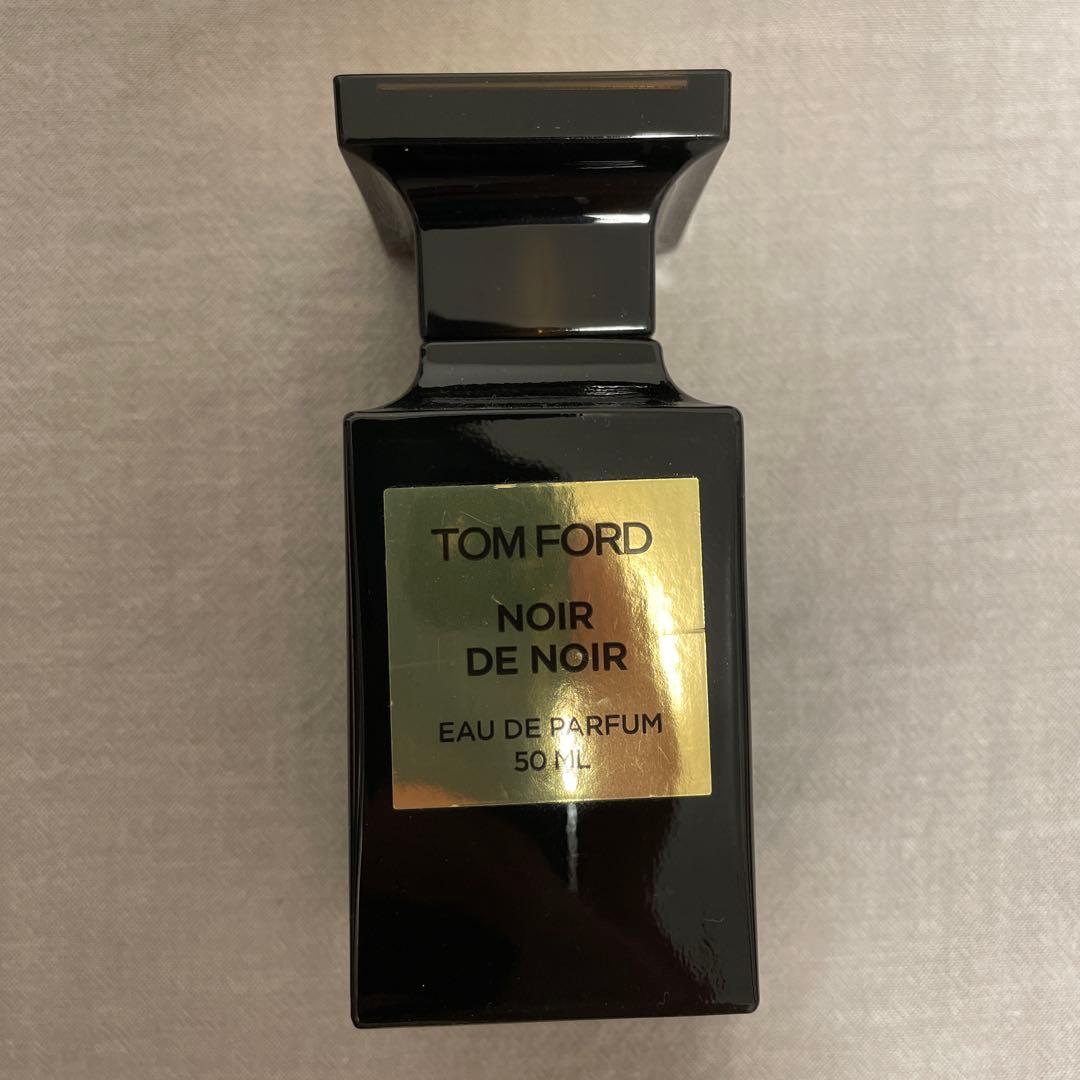 TOM FORD
NOIR
DE NOIR
EAU DE PARFUM
50 ML